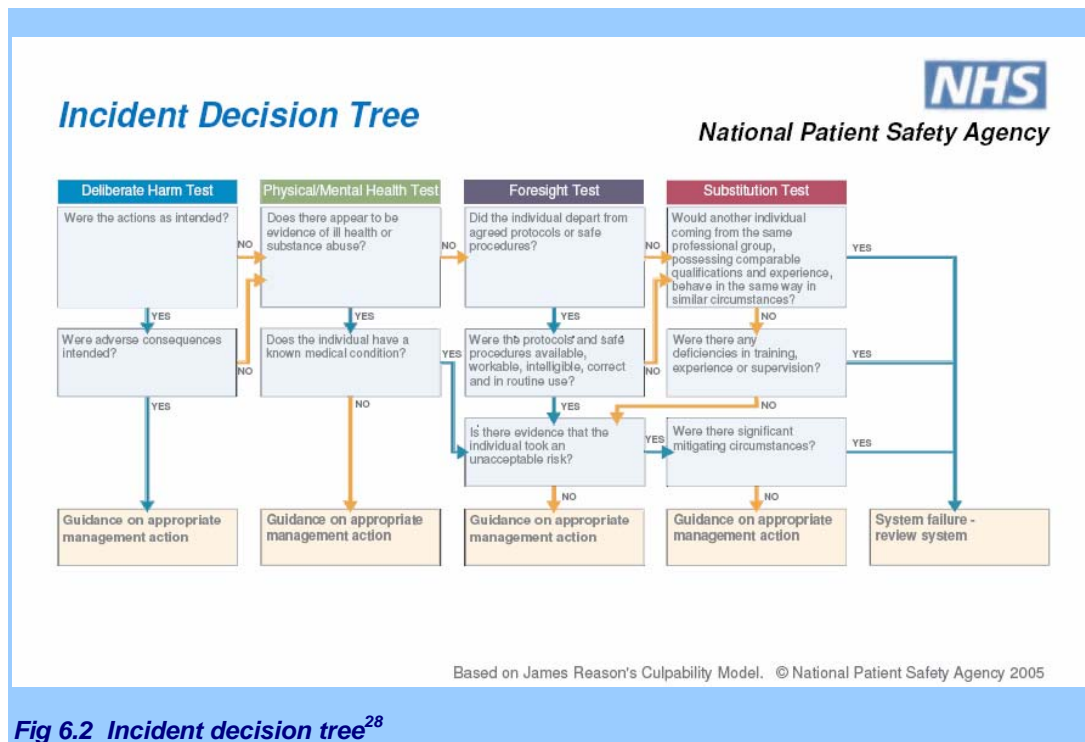 NHS
Incident Decision Tree
National Patient Safety Agency
Deliberate Harm Test
Were the actions as intended?
NO
YES
Were adverse consequences
intended?
NO
YES
Guidance on appropriate
management action
Physical/Mental Health Test
Does there appear to be
evidence of ill health or
substance abuse?
NO
YES
Does the individual have a
known medical condition?
YES
NO
Guidance on appropriate
management action
Foresight Test
Did the individual depart from
agreed protocols or safe
procedures?
NO
YES
Were the protocols and safe
procedures available,
workable, intelligible, correct
and in routine use?
NO
YES
Is there evidence that the
individual took an
unacceptable risk?
YES
NO
Guidance on appropriate
management action
Substitution Test
Would another individual
coming from the same
professional group,
possessing comparable
qualifications and experience,
behave in the same way in
similar circumstances?
YES
NO
Were there any
deficiencies in training,
experience or supervision?
YES
NO
Were there significant
mitigating circumstances?
YES
NO
Guidance on appropriate
management action
System failure -
review system
Based on James Reason's Culpability Model. © National Patient Safety Agency 2005
Fig 6.2 Incident decision tree28